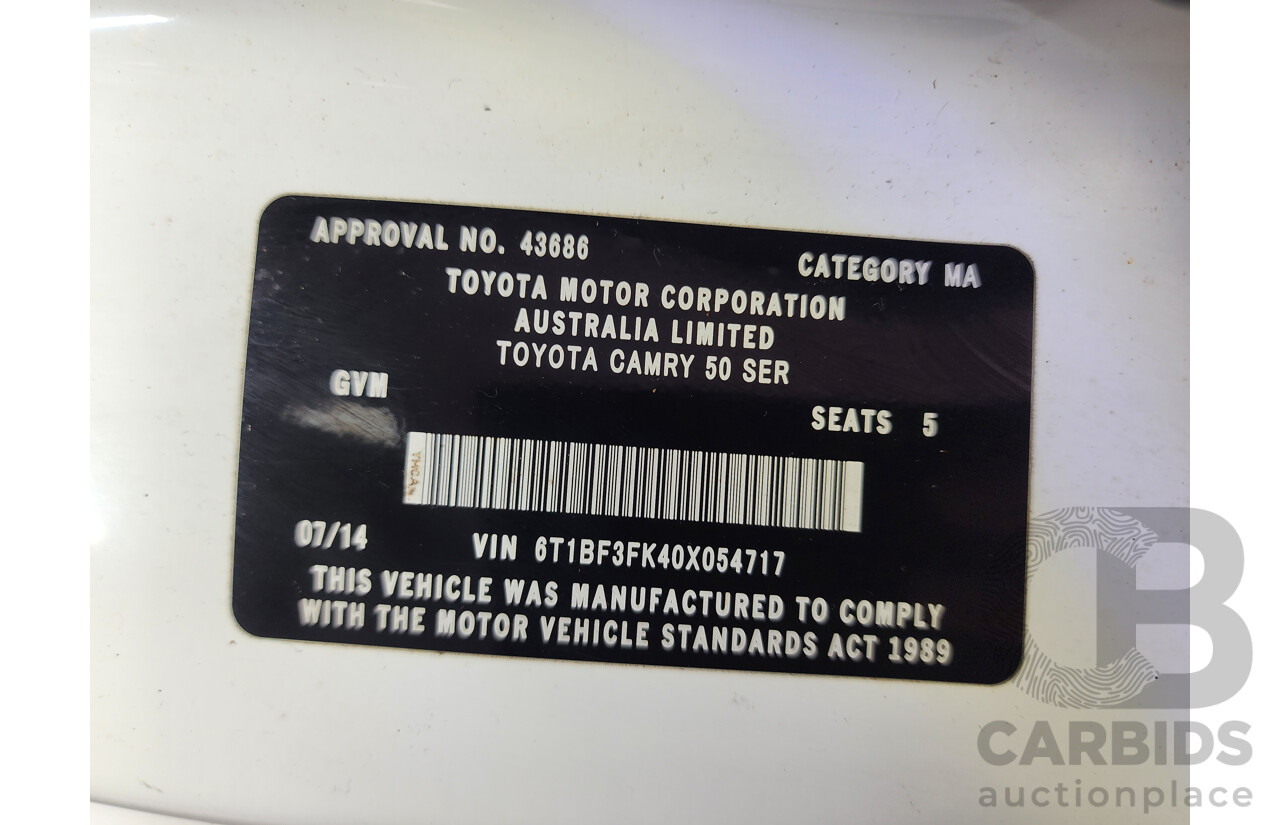 APPROVAL NO. 43686
CATEGORY MA
TOYOTA MOTOR CORPORATION
AUSTRALIA LIMITED
TOYOTA CAMRY 50 SER
GVM
SEATS 5
07/14
VIN 6T1BF3FK40X054717
THIS VEHICLE WAS MANUFACTURED TO COMPLY
WITH THE MOTOR VEHICLE STANDARDS ACT 1989
CB
CARBIDS
auctionplace